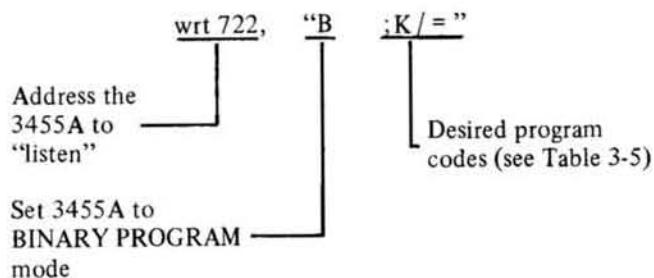 wrt 722, “B ;K/=”
Address the
3455A to
“listen”
Desired program
codes (see Table 3-5)
Set 3455A to
BINARY PROGRAM
mode